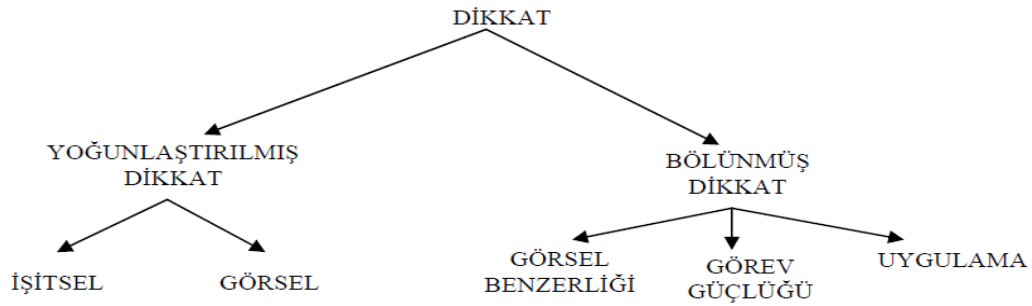 DİKKAT
YOĞUNLAŞTIRILMIŞ
DİKKAT
BÖLÜNMÜŞ
DİKKAT
İŞİTSEL
GÖRSEL
GÖRSEL
BENZERLİĞİ
GÖREV
GÜÇLÜĞÜ
UYGULAMA